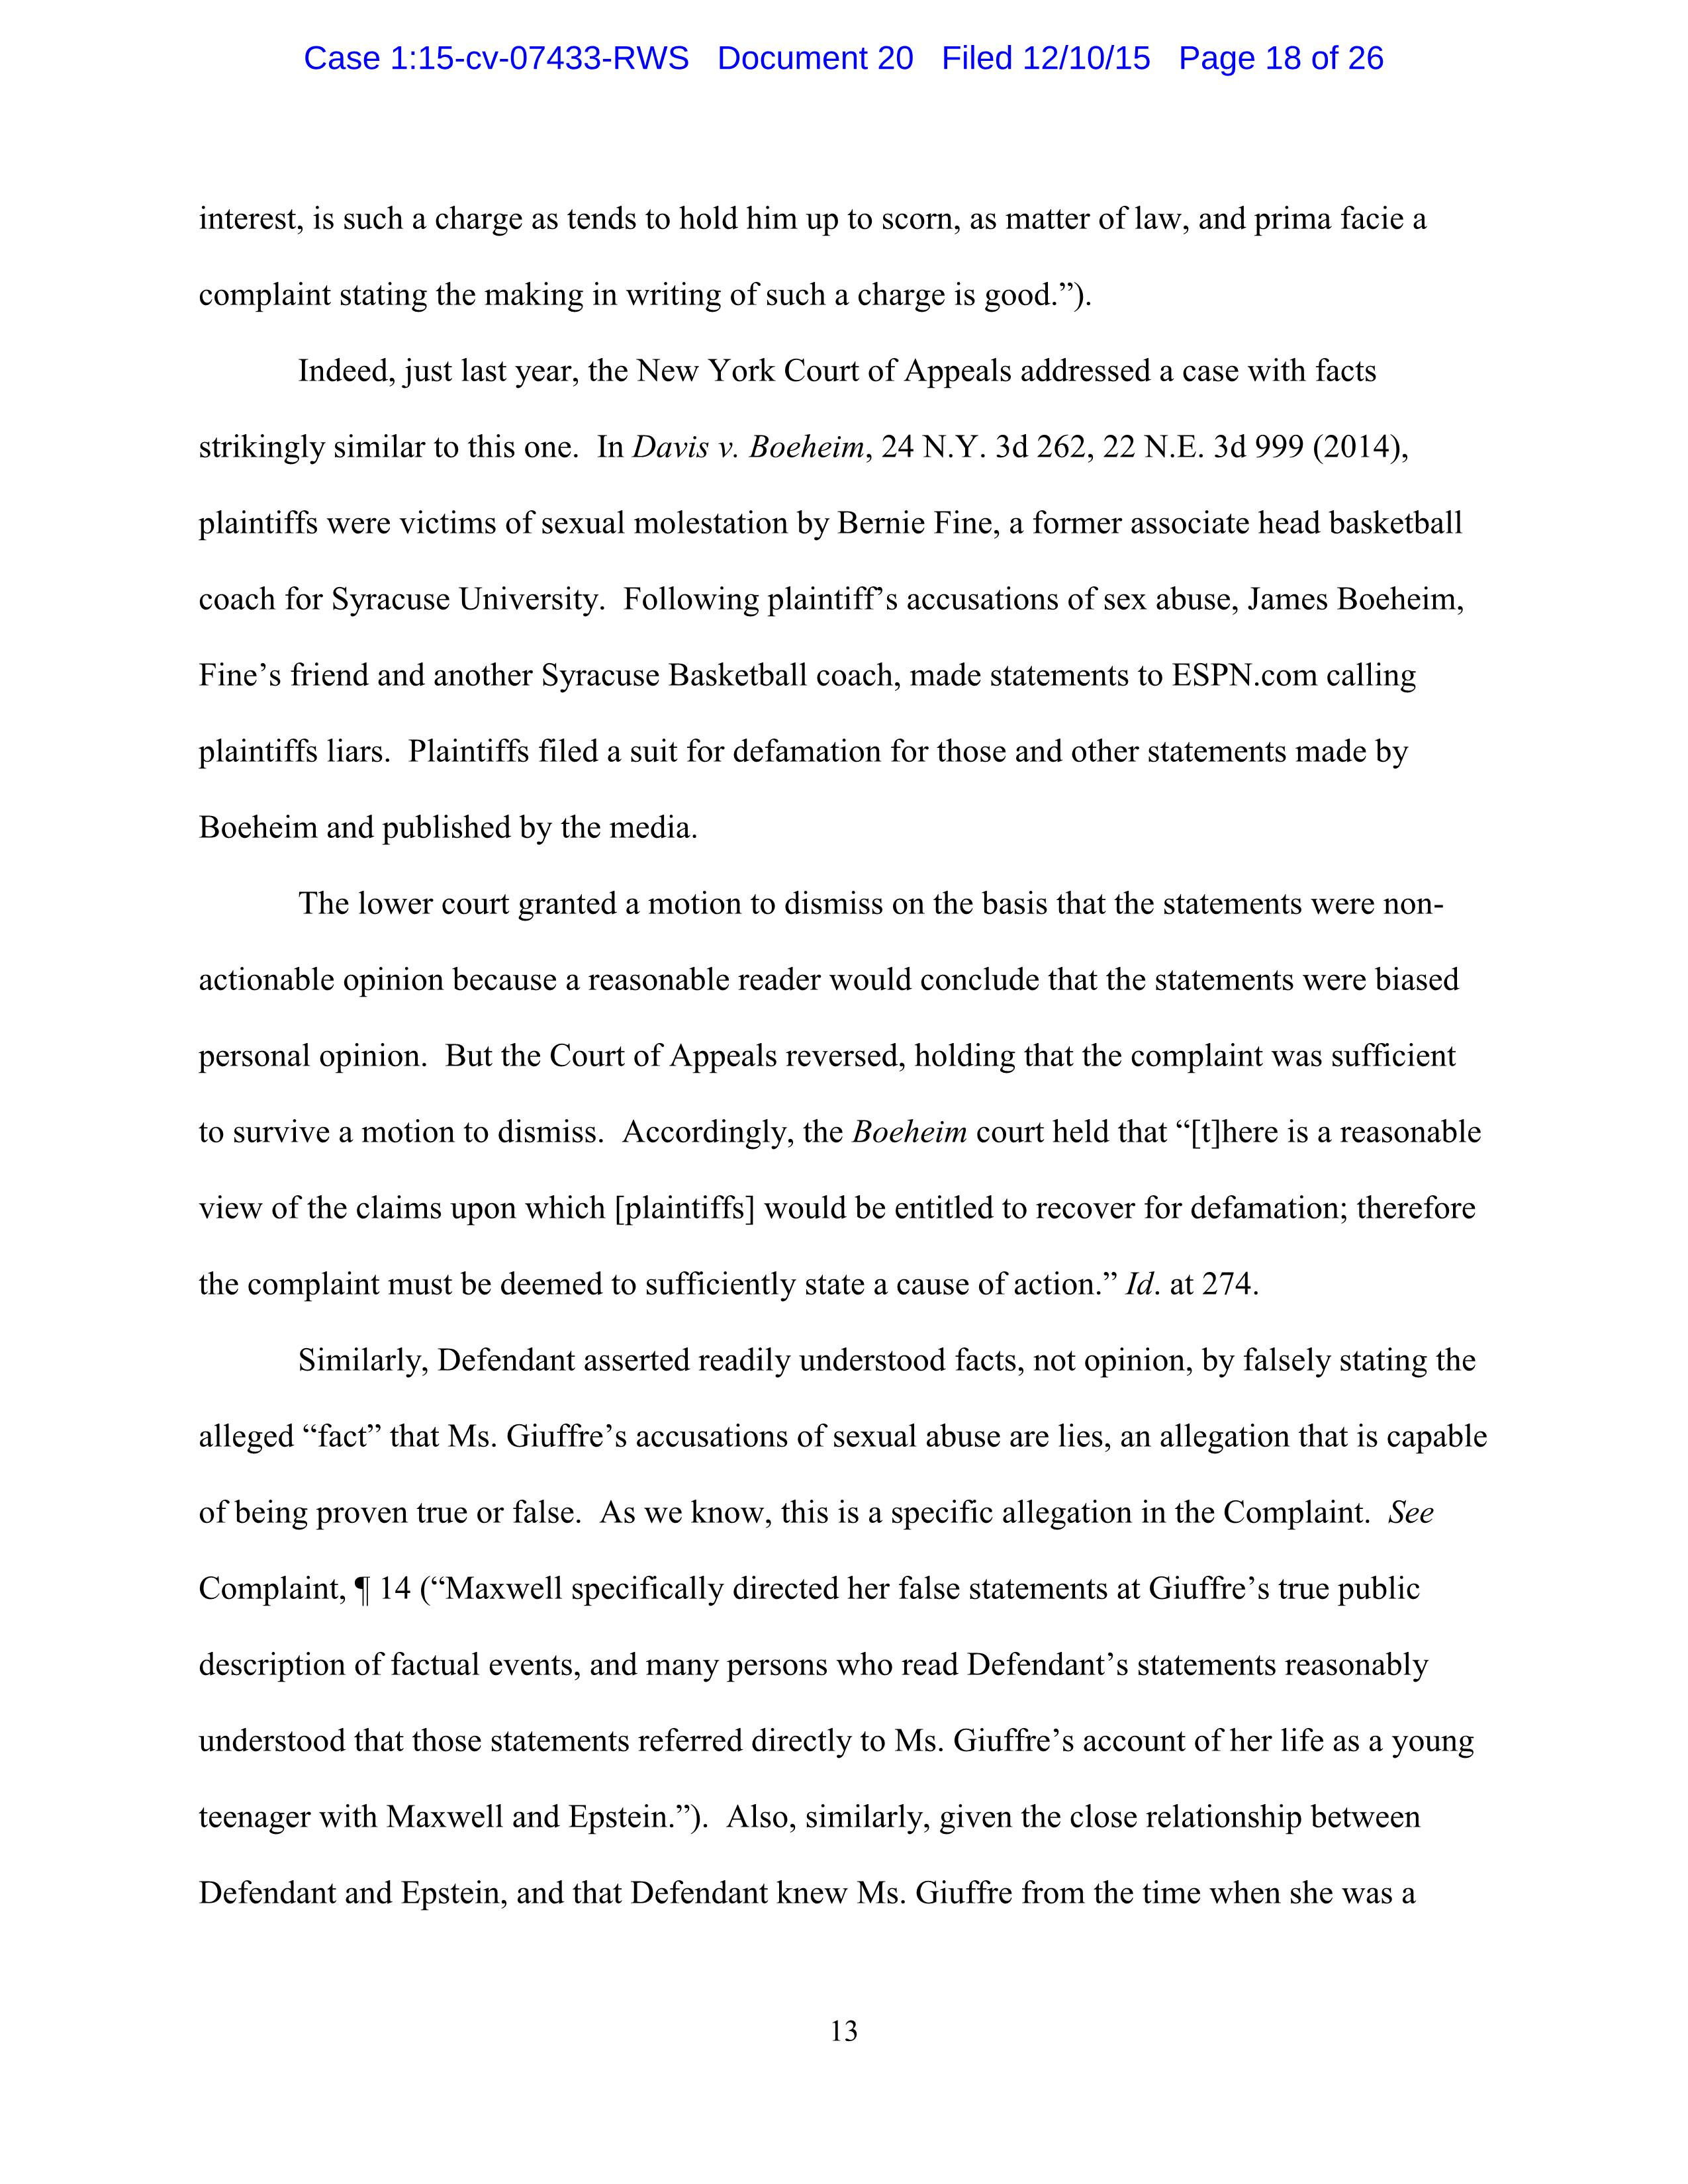 Case 1:15-cv-07433-RWS Document 20 Filed 12/10/15 Page 18 of 26
interest, is such a charge as tends to hold him up to scorn, as matter of law, and prima facie a
complaint stating the making in writing of such a charge is good.”).
Indeed, just last year, the New York Court of Appeals addressed a case with facts
strikingly similar to this one. In Davis v. Boeheim, 24 N.Y. 3d 262, 22 N.E. 3d 999 (2014),
plaintiffs were victims of sexual molestation by Bernie Fine, a former associate head basketball
coach for Syracuse University. Following plaintiff’s accusations of sex abuse, James Boeheim,
Fine’s friend and another Syracuse Basketball coach, made statements to ESPN.com calling
plaintiffs liars. Plaintiffs filed a suit for defamation for those and other statements made by
Boeheim and published by the media.
The lower court granted a motion to dismiss on the basis that the statements were non-
actionable opinion because a reasonable reader would conclude that the statements were biased
personal opinion. But the Court of Appeals reversed, holding that the complaint was sufficient
to survive a motion to dismiss. Accordingly, the Boeheim court held that “[t]here is a reasonable
view of the claims upon which [plaintiffs] would be entitled to recover for defamation; therefore
the complaint must be deemed to sufficiently state a cause of action.” Id. at 274.
Similarly, Defendant asserted readily understood facts, not opinion, by falsely stating the
alleged “fact” that Ms. Giuffre’s accusations of sexual abuse are lies, an allegation that is capable
of being proven true or false. As we know, this is a specific allegation in the Complaint. See
Complaint, ¶ 14 (“Maxwell specifically directed her false statements at Giuffre’s true public
description of factual events, and many persons who read Defendant’s statements reasonably
understood that those statements referred directly to Ms. Giuffre’s account of her life as a young
teenager with Maxwell and Epstein.”). Also, similarly, given the close relationship between
Defendant and Epstein, and that Defendant knew Ms. Giuffre from the time when she was a
13